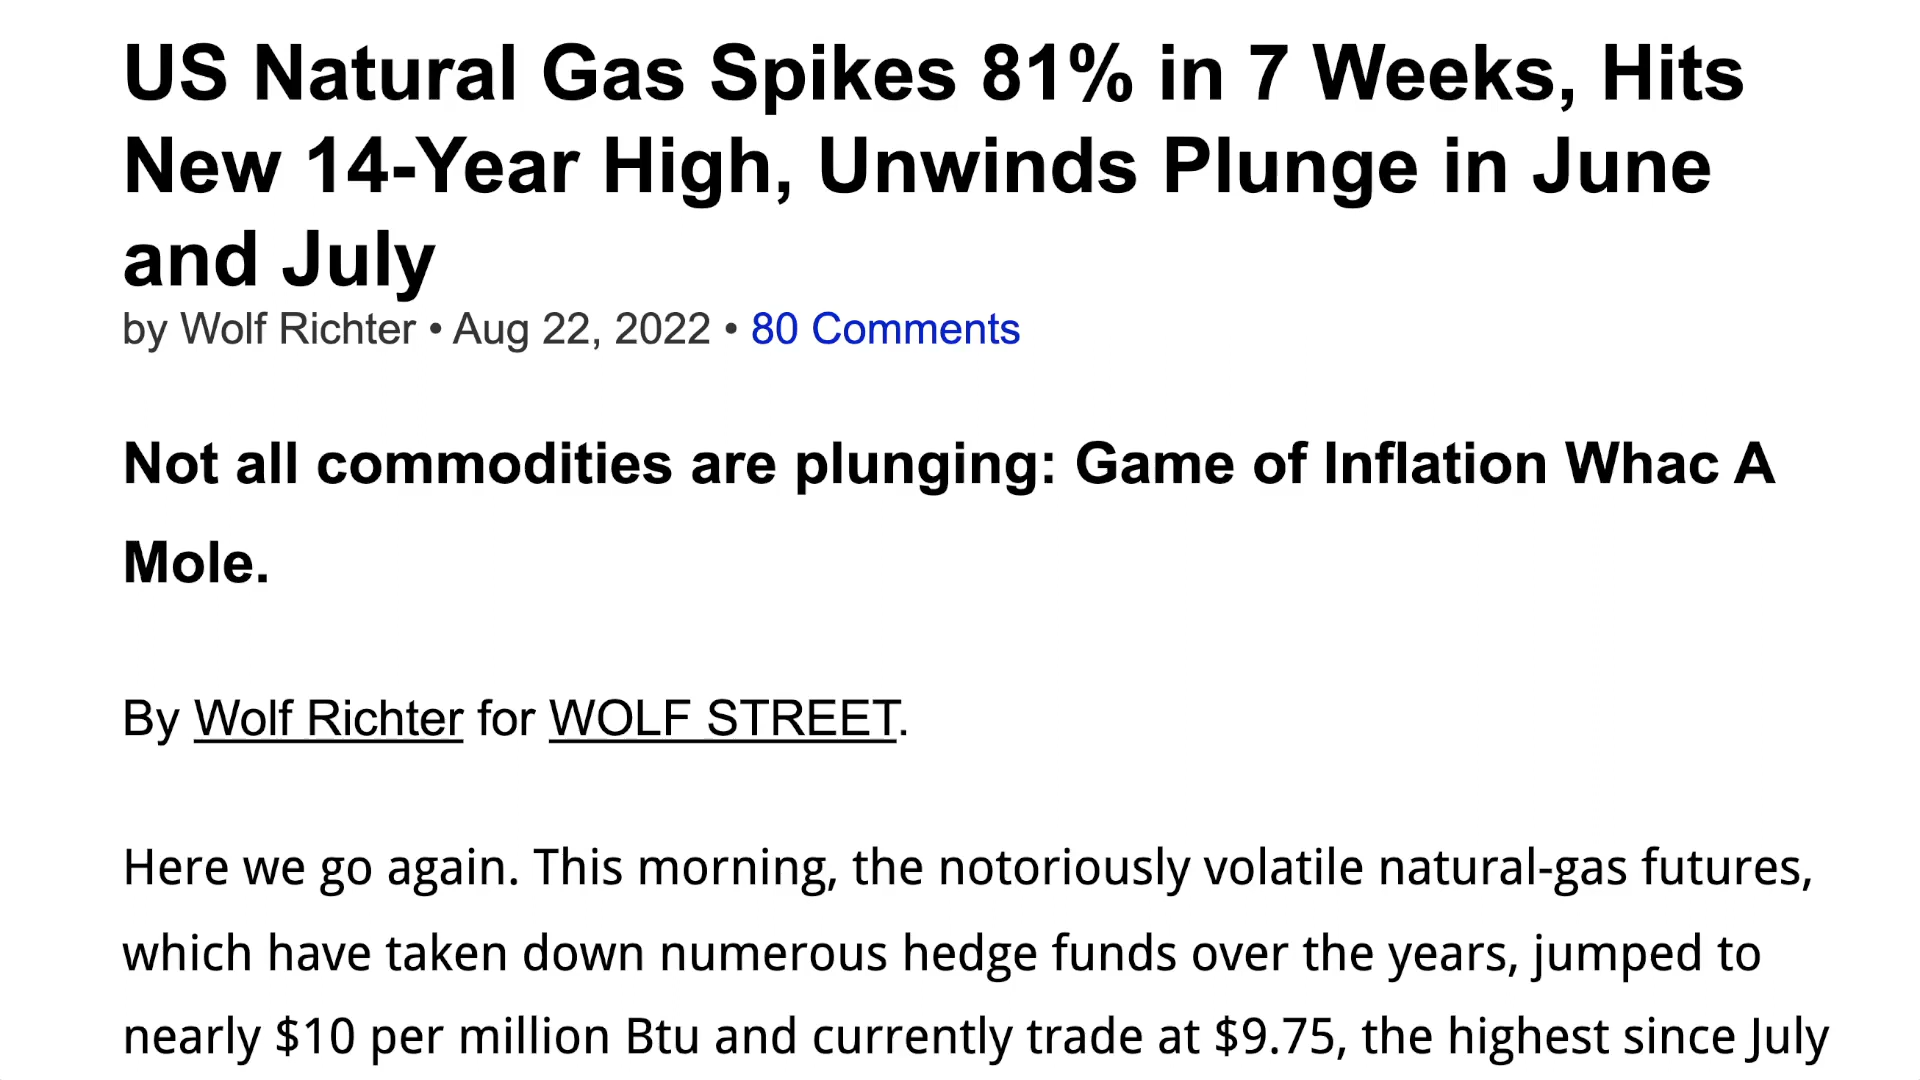 US Natural Gas Spikes 81% in 7 Weeks, Hits
New 14-Year High, Unwinds Plunge in June
and July
by Wolf Richter • Aug 22, 2022 • 80 Comments
Not all commodities are plunging: Game of Inflation Whac A
Mole.
By Wolf Richter for WOLF STREET.
Here we go again. This morning, the notoriously volatile natural-gas futures,
which have taken down numerous hedge funds over the years, jumped to
nearly $10 per million Btu and currently trade at $9.75, the highest since July